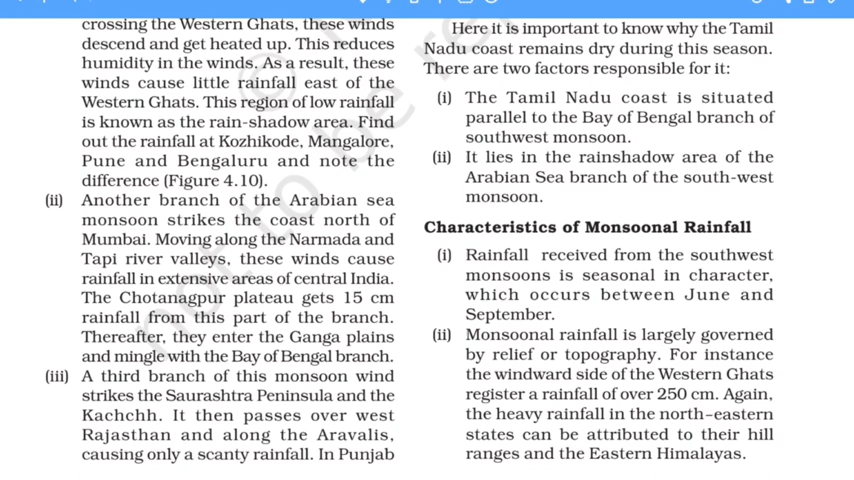 crossing the Western Ghats, these winds
descend and get heated up. This reduces
humidity in the winds. As a result, these
winds cause little rainfall east of the
Western Ghats. This region of low rainfall
is known as the rain-shadow area. Find
out the rainfall at Kozhikode, Mangalore,
Pune and Bengaluru and note the
difference (Figure 4.10).
(ii) Another branch of the Arabian sea
monsoon strikes the coast north of
Mumbai. Moving along the Narmada and
Tapi river valleys, these winds cause
rainfall in extensive areas of central India.
The Chotanagpur plateau gets 15 cm
rainfall from this part of the branch.
Thereafter, they enter the Ganga plains
and mingle with the Bay of Bengal branch.
(iii) A third branch of this monsoon wind
strikes the Saurashtra Peninsula and the
Kachchh. It then passes over west
Rajasthan and along the Aravalis,
causing only a scanty rainfall. In Punjab
Here it is important to know why the Tamil
Nadu coast remains dry during this season.
There are two factors responsible for it:
(i) The Tamil Nadu coast is situated
parallel to the Bay of Bengal branch of
southwest monsoon.
(ii) It lies in the rainshadow area of the
Arabian Sea branch of the south-west
monsoon.
Characteristics of Monsoonal Rainfall
(i) Rainfall received from the southwest
monsoons is seasonal in character,
which occurs between June and
September.
(ii) Monsoonal rainfall is largely governed
by relief or topography. For instance
the windward side of the Western Ghats
register a rainfall of over 250 cm. Again,
the heavy rainfall in the north–eastern
states can be attributed to their hill
ranges and the Eastern Himalayas.
not to be re